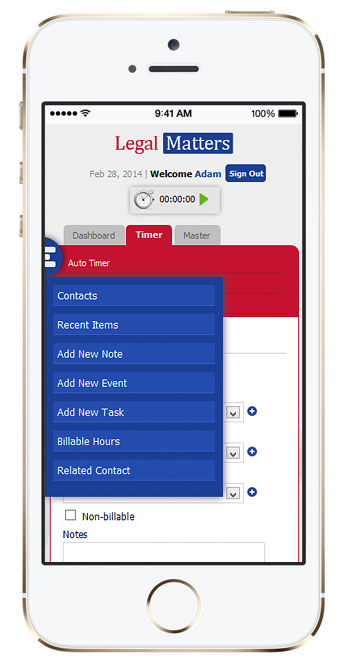 9:41 AM 100%
Legal Matters
Feb 28, 2014 | Welcome Adam Sign Out
00:00:00
Dashboard Timer Master
Auto Timer
Contacts
Recent Items
Add New Note
Add New Event
Add New Task
Billable Hours
Related Contact
Non-billable
Notes